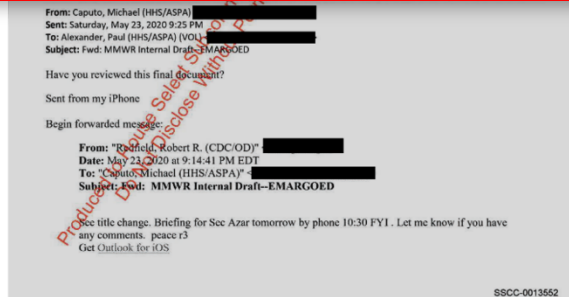 From: Caputo, Michael (HHS/ASPA)
Sent: Saturday, May 23, 2020 9:25 PM
To: Alexander, Paul (HHS/ASPA) (VOL)
Subject: Fwd: MMWR Internal Draft--EMARGOED
Have you reviewed this final document?
Sent from my iPhone
Begin forwarded message:
From: "Redfield, Robert R. (CDC/OD)"
Date: May 23, 2020 at 9:14:41 PM EDT
To: "Caputo, Michael (HHS/ASPA)" <
Subject: Fwd: MMWR Internal Draft--EMARGOED
See title change. Briefing for Sec Azar tomorrow by phone 10:30 FYI . Let me know if you have
any comments. peace r3
Get Outlook for iOS
Produced to House Select
Do Not Disclose Without
SSCC-0013552